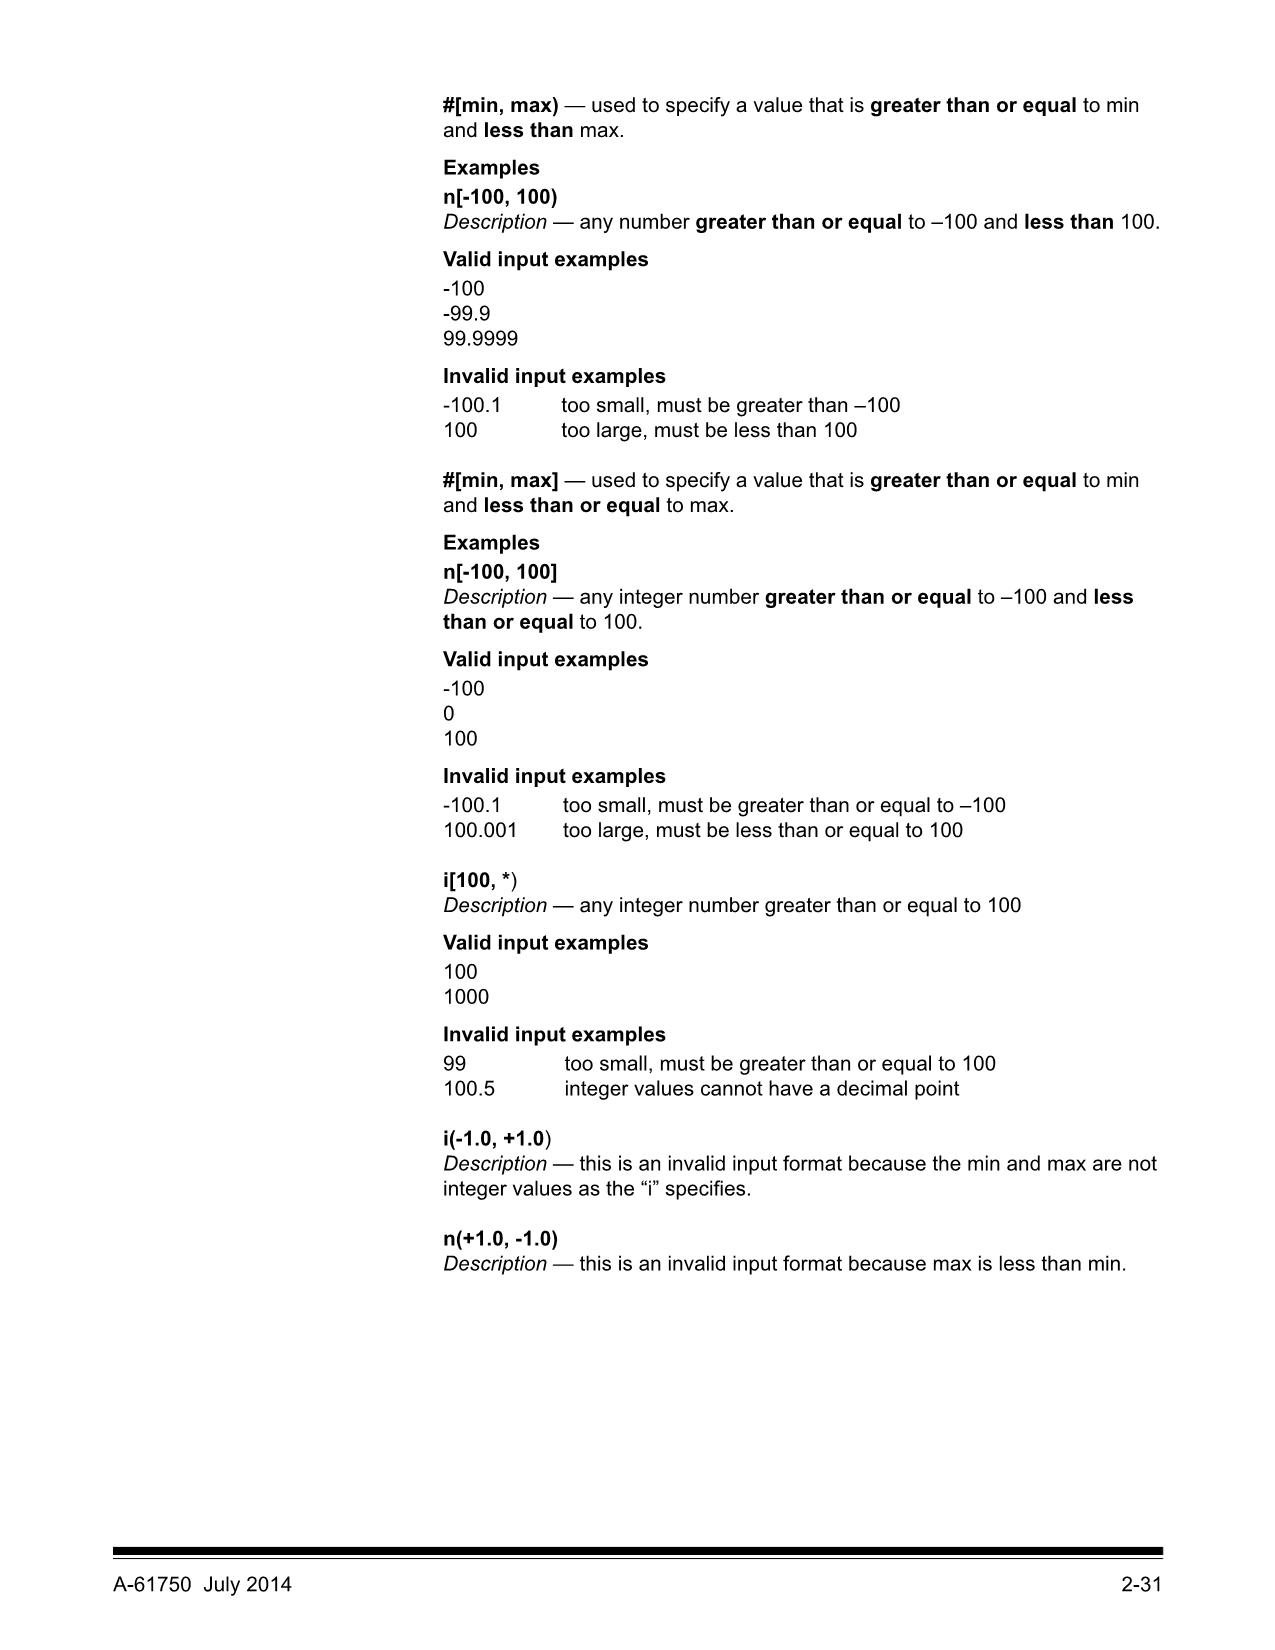 #[min, max) — used to specify a value that is greater than or equal to min
and less than max.
Examples
n[-100, 100)
Description — any number greater than or equal to –100 and less than 100.
Valid input examples
-100
-99.9
99.9999
Invalid input examples
-100.1 too small, must be greater than –100
100 too large, must be less than 100
#[min, max] — used to specify a value that is greater than or equal to min
and less than or equal to max.
Examples
n[-100, 100]
Description — any integer number greater than or equal to –100 and less
than or equal to 100.
Valid input examples
-100
0
100
Invalid input examples
-100.1 too small, must be greater than or equal to –100
100.001 too large, must be less than or equal to 100
i[100, *)
Description — any integer number greater than or equal to 100
Valid input examples
100
1000
Invalid input examples
99 too small, must be greater than or equal to 100
100.5 integer values cannot have a decimal point
i(-1.0, +1.0)
Description — this is an invalid input format because the min and max are not
integer values as the “i” specifies.
n(+1.0, -1.0)
Description — this is an invalid input format because max is less than min.
A-61750 July 2014 2-31